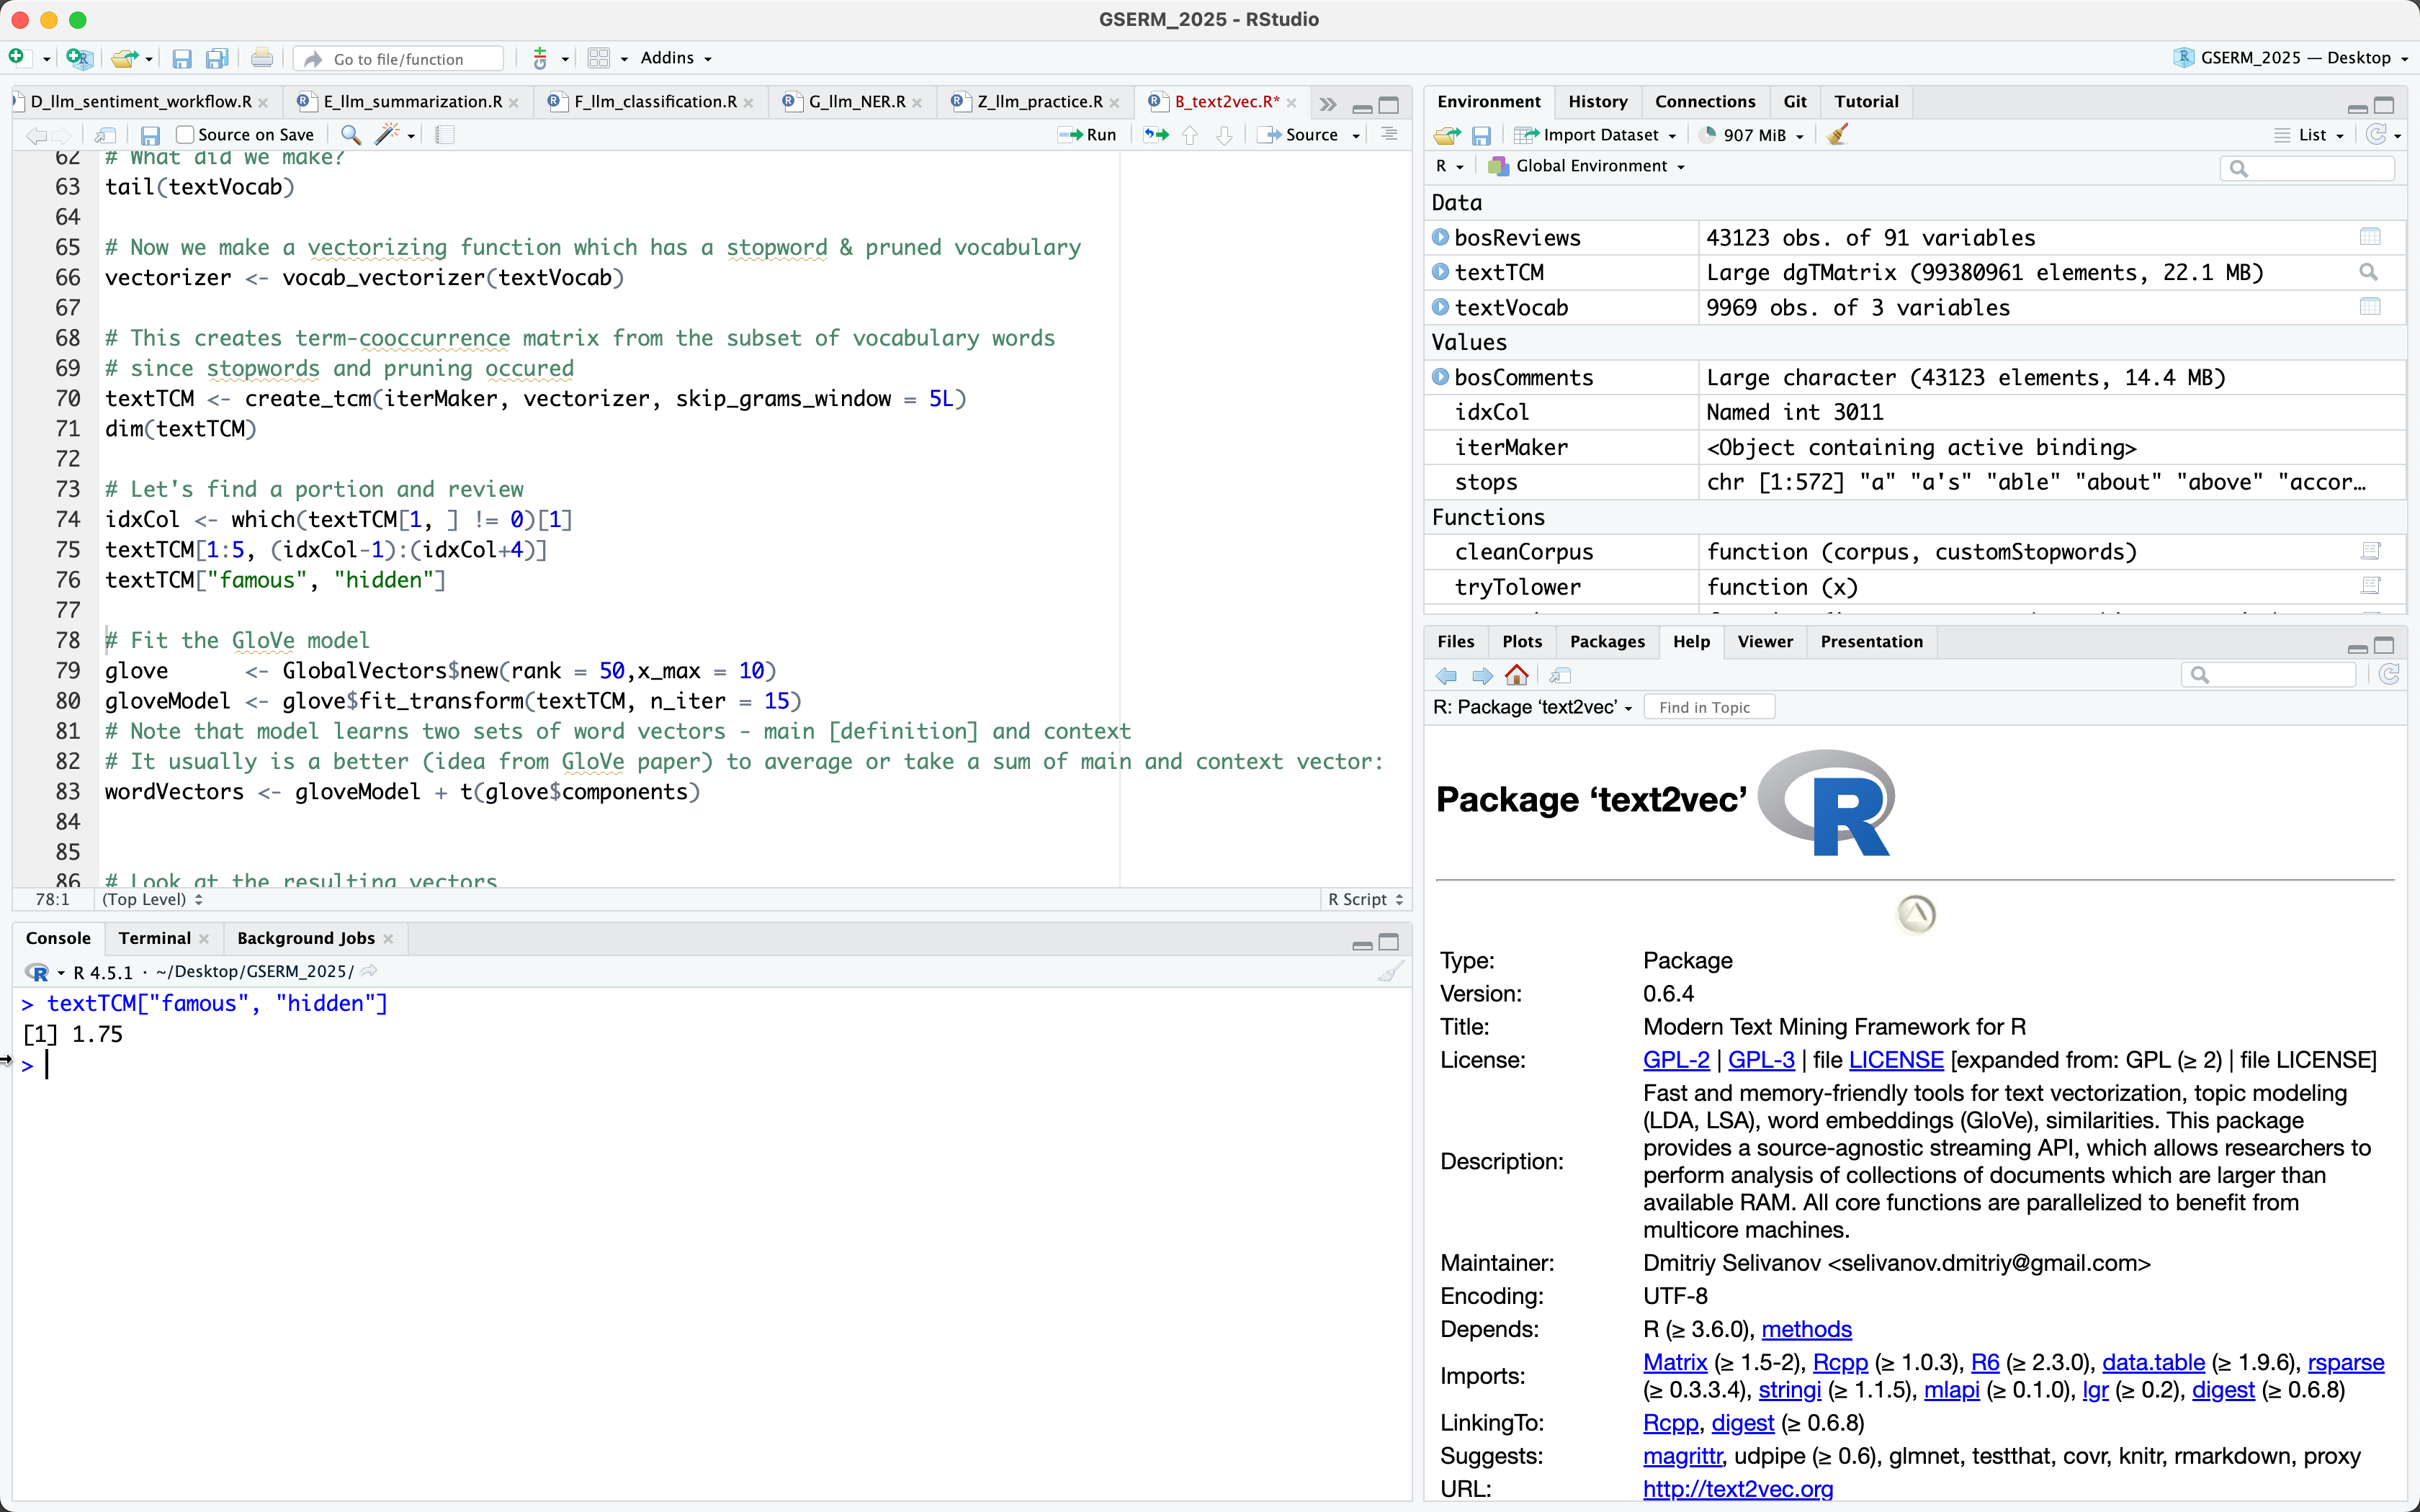 GSERM_2025 - RStudio
Go to file/function
Addins
GSERM_2025 — Desktop
D_llm_sentiment_workflow.R
E_llm_summarization.R
F_llm_classification.R
G_llm_NER.R
Z_llm_practice.R
B_text2vec.R*
Source on Save
Run
Source
62 # What did we make?
63 tail(textVocab)
64
65 # Now we make a vectorizing function which has a stopword & pruned vocabulary
66 vectorizer <- vocab_vectorizer(textVocab)
67
68 # This creates term-cooccurrence matrix from the subset of vocabulary words
69 # since stopwords and pruning occured
70 textTCM <- create_tcm(iterMaker, vectorizer, skip_grams_window = 5L)
71 dim(textTCM)
72
73 # Let's find a portion and review
74 idxCol <- which(textTCM[1, ] != 0)[1]
75 textTCM[1:5, (idxCol-1):(idxCol+4)]
76 textTCM["famous", "hidden"]
77
78 # Fit the GloVe model
79 glove      <- GlobalVectors$new(rank = 50,x_max = 10)
80 gloveModel <- glove$fit_transform(textTCM, n_iter = 15)
81 # Note that model learns two sets of word vectors - main [definition] and context
82 # It usually is a better (idea from GloVe paper) to average or take a sum of main and context vector:
83 wordVectors <- gloveModel + t(glove$components)
84
85
86 # Look at the resulting vectors
78:1
(Top Level)
R Script
Console
Terminal
Background Jobs
R 4.5.1 · ~/Desktop/GSERM_2025/
> textTCM["famous", "hidden"]
[1] 1.75
>
Environment
History
Connections
Git
Tutorial
Import Dataset
907 MiB
List
R
Global Environment
Data
bosReviews 43123 obs. of 91 variables
textTCM Large dgTMatrix (99380961 elements, 22.1 MB)
textVocab 9969 obs. of 3 variables
Values
bosComments Large character (43123 elements, 14.4 MB)
idxCol Named int 3011
iterMaker <Object containing active binding>
stops chr [1:572] "a" "a's" "able" "about" "above" "accor…
Functions
cleanCorpus function (corpus, customStopwords)
tryTolower function (x)
Files
Plots
Packages
Help
Viewer
Presentation
R: Package ‘text2vec’
Find in Topic
Package ‘text2vec’
R
Type: Package
Version: 0.6.4
Title: Modern Text Mining Framework for R
License: GPL-2 | GPL-3 | file LICENSE [expanded from: GPL (≥ 2) | file LICENSE]
Description: Fast and memory-friendly tools for text vectorization, topic modeling
(LDA, LSA), word embeddings (GloVe), similarities. This package
provides a source-agnostic streaming API, which allows researchers to
perform analysis of collections of documents which are larger than
available RAM. All core functions are parallelized to benefit from
multicore machines.
Maintainer: Dmitriy Selivanov <selivanov.dmitriy@gmail.com>
Encoding: UTF-8
Depends: R (≥ 3.6.0), methods
Imports: Matrix (≥ 1.5-2), Rcpp (≥ 1.0.3), R6 (≥ 2.3.0), data.table (≥ 1.9.6), rsparse
(≥ 0.3.3.4), stringi (≥ 1.1.5), mlapi (≥ 0.1.0), lgr (≥ 0.2), digest (≥ 0.6.8)
LinkingTo: Rcpp, digest (≥ 0.6.8)
Suggests: magrittr, udpipe (≥ 0.6), glmnet, testthat, covr, knitr, rmarkdown, proxy
URL: http://text2vec.org